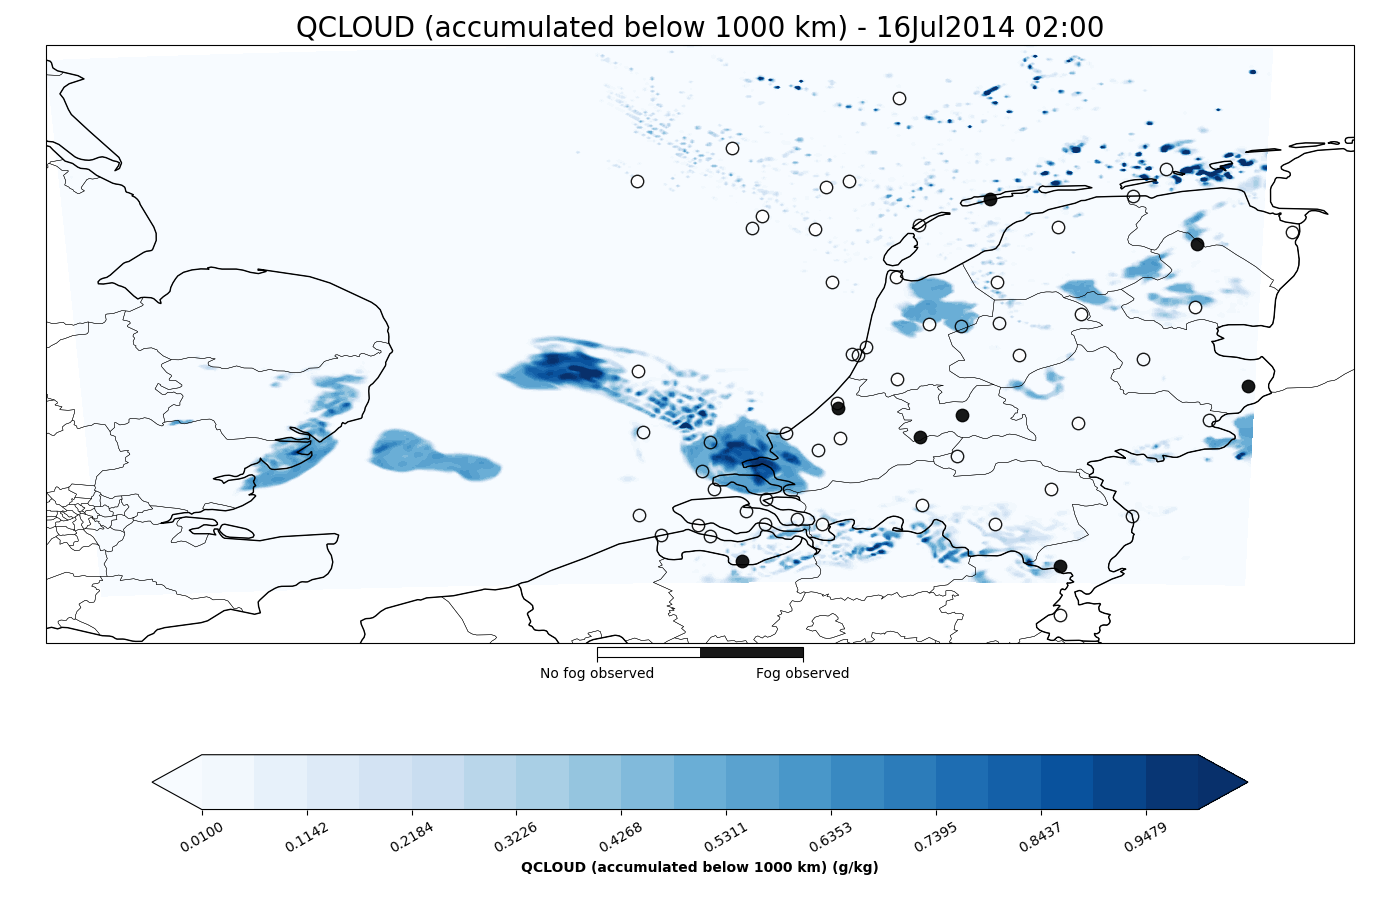 QCLOUD (accumulated below 1000 km) - 16Jul2014 02:00
No fog observed
Fog observed
0.0100
0.1142
0.2184
0.3226
0.4268
0.5311
0.6353
0.7395
0.8437
0.9479
QCLOUD (accumulated below 1000 km) (g/kg)